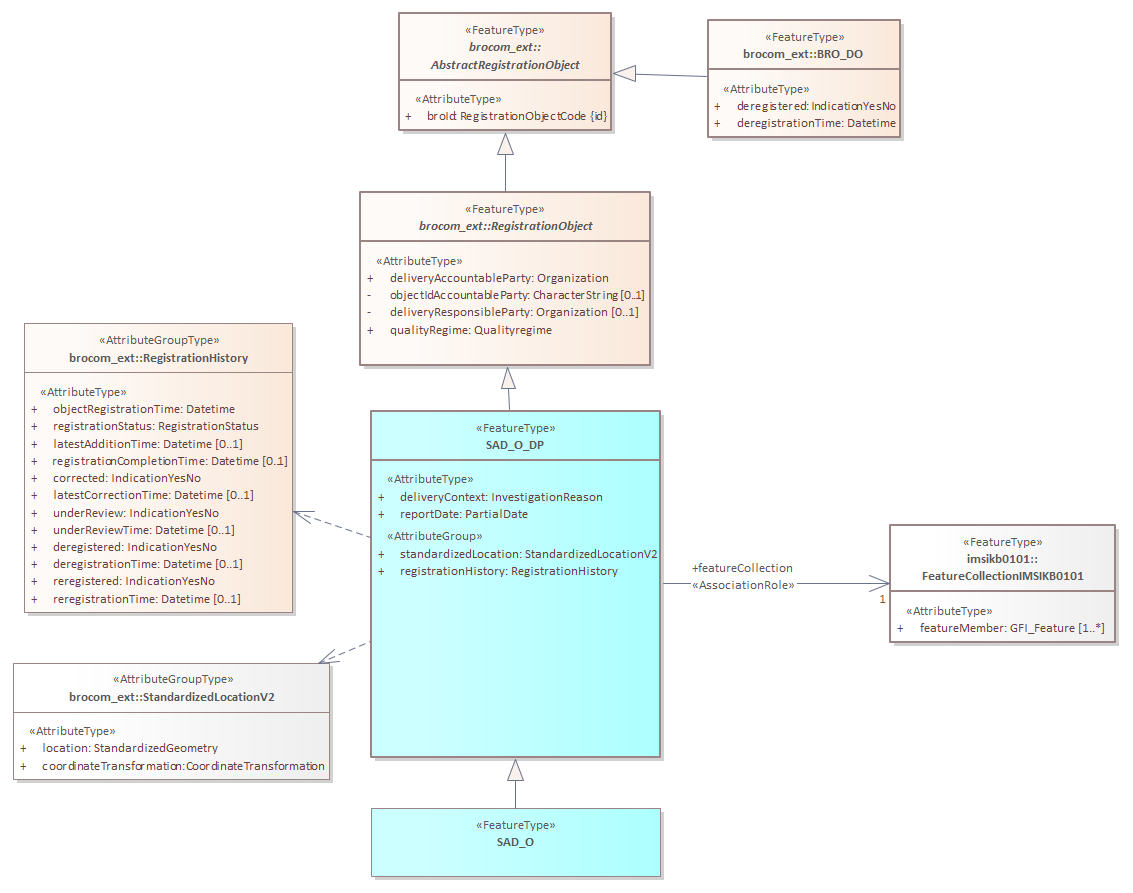 «FeatureType»
brocom_ext::
AbstractRegistrationObject
«AttributeType»
+ broId: RegistrationObjectCode {id}
«FeatureType»
brocom_ext::BRO_DO
«AttributeType»
+ deregistered: IndicationYesNo
+ deregistrationTime: Datetime
«FeatureType»
brocom_ext::RegistrationObject
«AttributeType»
+ deliveryAccountableParty: Organization
- objectIdAccountableParty: CharacterString [0..1]
- deliveryResponsibleParty: Organization [0..1]
+ qualityRegime: Qualityregime
«AttributeGroupType»
brocom_ext::RegistrationHistory
«AttributeType»
+ objectRegistrationTime: Datetime
+ registrationStatus: RegistrationStatus
+ latestAdditionTime: Datetime [0..1]
+ registrationCompletionTime: Datetime [0..1]
+ corrected: IndicationYesNo
+ latestCorrectionTime: Datetime [0..1]
+ underReview: IndicationYesNo
+ underReviewTime: Datetime [0..1]
+ deregistered: IndicationYesNo
+ deregistrationTime: Datetime [0..1]
+ reregistered: IndicationYesNo
+ reregistrationTime: Datetime [0..1]
«FeatureType»
SAD_O_DP
«AttributeType»
+ deliveryContext: InvestigationReason
+ reportDate: PartialDate
«AttributeGroup»
+ standardizedLocation: StandardizedLocationV2
+ registrationHistory: RegistrationHistory
+featureCollection
«AssociationRole»
1
«FeatureType»
imsikb0101::
FeatureCollectionIMSIKB0101
«AttributeType»
+ featureMember: GFI_Feature [1..*]
«AttributeGroupType»
brocom_ext::StandardizedLocationV2
«AttributeType»
+ location: StandardizedGeometry
+ coordinateTransformation:CoordinateTransformation
«FeatureType»
SAD_O